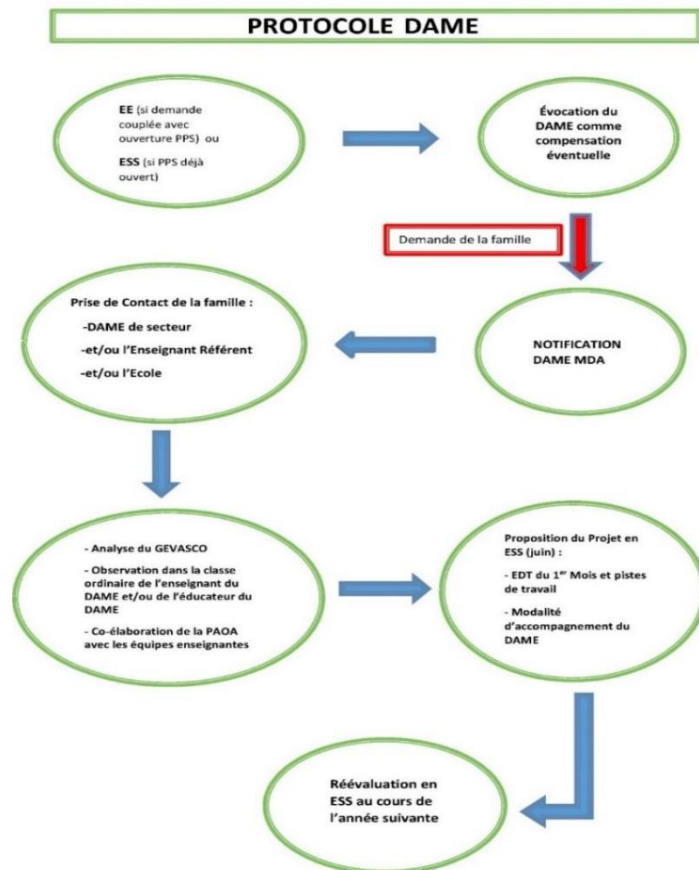 PROTOCOLE DAME
EE (si demande
couplée avec
ouverture PPS) ou
ESS (si PPS déjà
ouvert)
Évocation du
DAME comme
compensation
éventuelle
Demande de la famille
NOTIFICATION
DAME MDA
Prise de Contact de la famille :
-DAME de secteur
-et/ou l'Enseignant Référent
-et/ou l'Ecole
- Analyse du GEVASCO
- Observation dans la classe
ordinaire de l'enseignant du
DAME et/ou de l'éducateur du
DAME
- Co-élaboration de la PAOA
avec les équipes enseignantes
Proposition du Projet en
ESS (juin) :
- EDT du 1er Mois et pistes
de travail
- Modalité
d'accompagnement du
DAME
Réévaluation en
ESS au cours de
l'année suivante